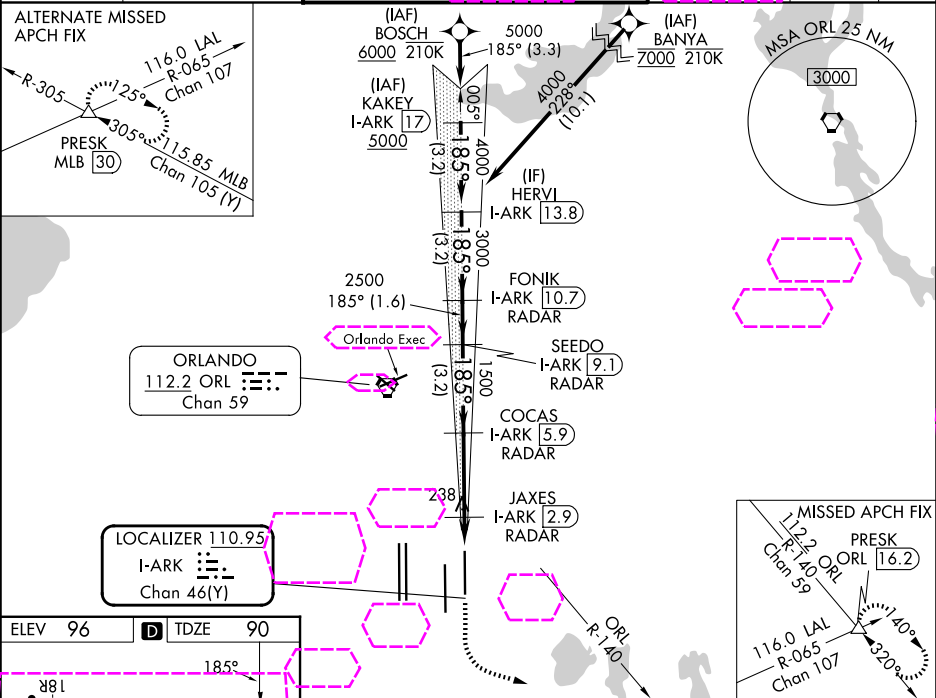 ALTERNATE MISSED
APCH FIX
116.0 LAL
R-065
Chan 107
R-305
125°
305°
PRESK
MLB 30
115.85 MLB
Chan 105 (Y)
(IAF)
BOSCH
6000 210K
5000
185° (3.3)
(IAF)
BANYA
7000 210K
4000
228°
(10.1)
(IAF)
KAKEY
I-ARK 17
5000
005°
4000
185°
(3.2)
MSA ORL 25 NM
3000
(IF)
HERVI
I-ARK 13.8
3000
185°
(3.2)
2500
185° (1.6)
FONIK
I-ARK 10.7
RADAR
Orlando Exec
SEEDO
I-ARK 9.1
RADAR
ORLANDO
112.2 ORL
Chan 59
1500
185°
(3.2)
COCAS
I-ARK 5.9
RADAR
238
JAXES
I-ARK 2.9
RADAR
LOCALIZER 110.95
I-ARK
Chan 46(Y)
ORL
R-140
MISSED APCH FIX
112.2 ORL
R-140
Chan 59
PRESK
ORL 16.2
140°
320°
116.0 LAL
R-065
Chan 107
ELEV 96
D
TDZE 90
185°
18R